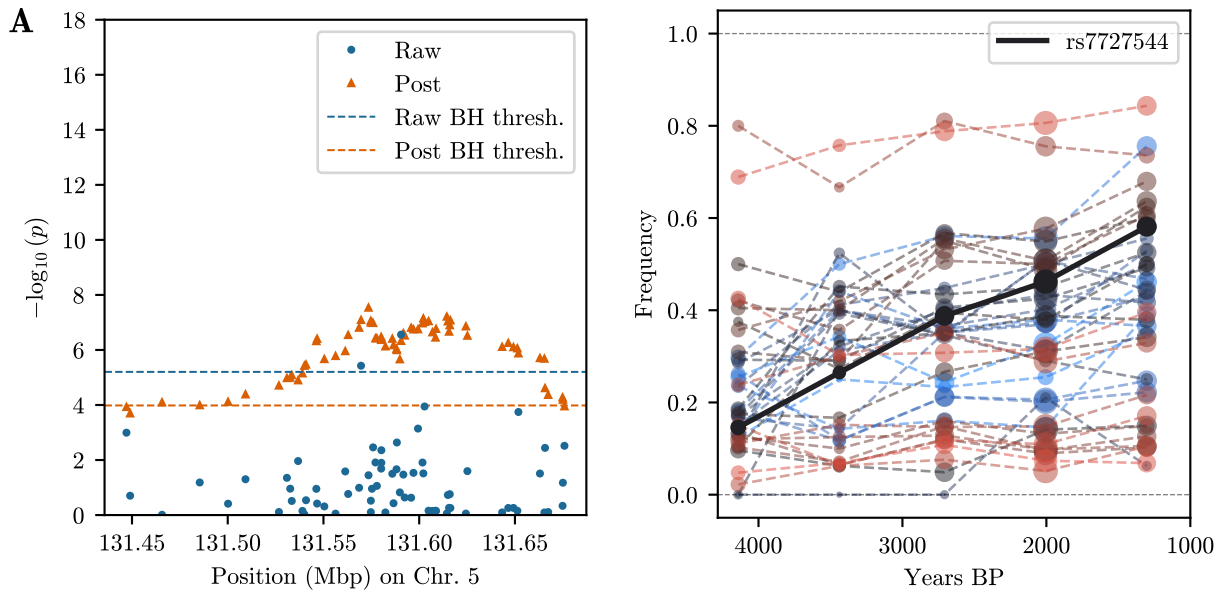 A
18
16
14
12
10
8
6
4
2
0
−log₁₀(p)
Raw
Post
Raw BH thresh.
Post BH thresh.
131.45 131.50 131.55 131.60 131.65
Position (Mbp) on Chr. 5
1.0
0.8
0.6
0.4
0.2
0.0
Frequency
rs7727544
4000 3000 2000 1000
Years BP